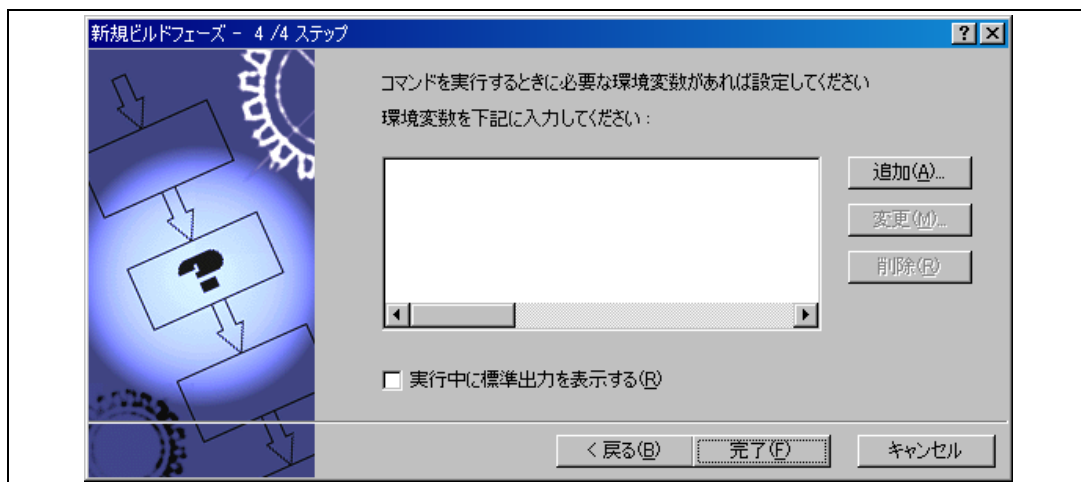 新規ビルドフェーズ - 4 /4 ステップ
コマンドを実行するときに必要な環境変数があれば設定してください
環境変数を下記に入力してください :
追加(A)...
変更(M)...
削除(R)
実行中に標準出力を表示する(R)
< 戻る(B)
完了(F)
キャンセル